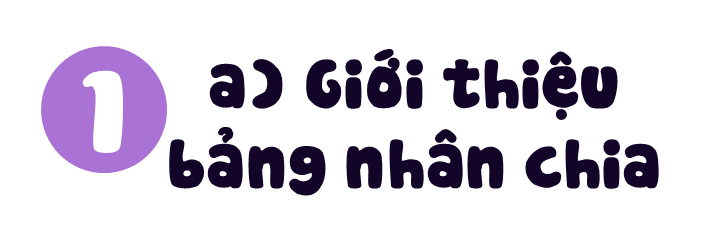 1
a) Giới thiệu
bảng nhân chia